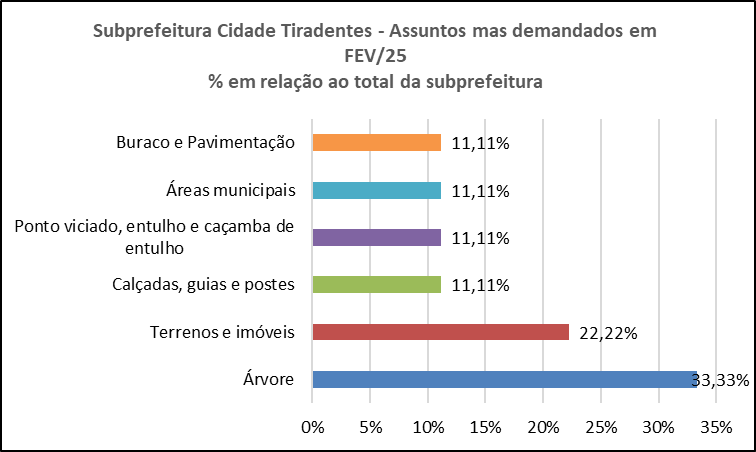 Subprefeitura Cidade Tiradentes - Assuntos mas demandados em
FEV/25
% em relação ao total da subprefeitura
Buraco e Pavimentação
11,11%
Áreas municipais
11,11%
Ponto viciado, entulho e caçamba de
entulho
11,11%
Calçadas, guias e postes
11,11%
Terrenos e imóveis
22,22%
Árvore
33,33%
0% 5% 10% 15% 20% 25% 30% 35%